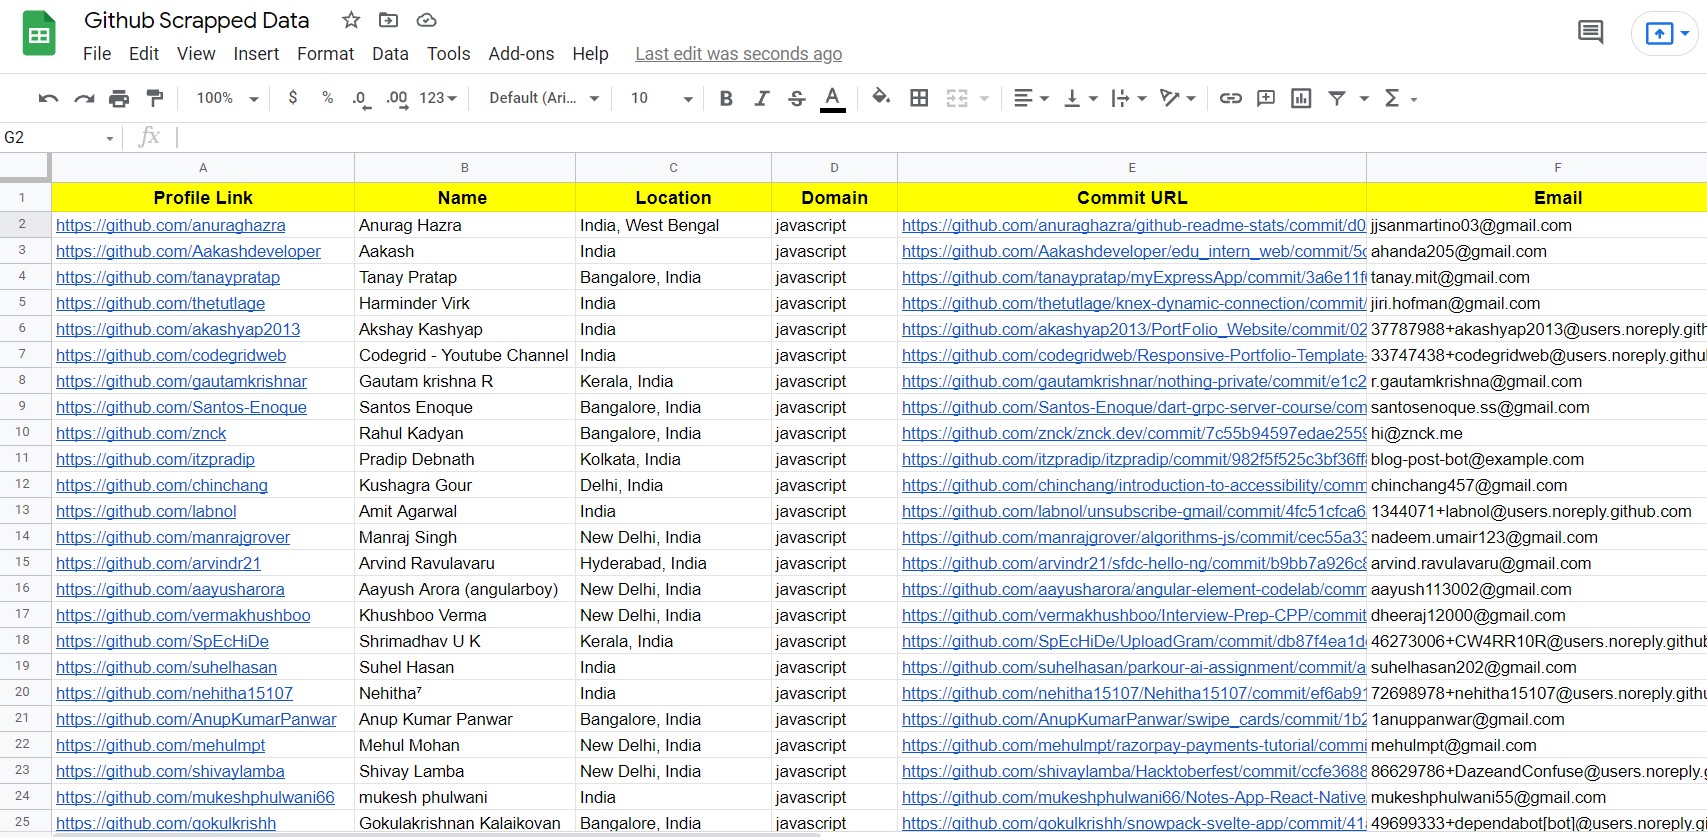 Github Scrapped Data
File Edit View Insert Format Data Tools Add-ons Help Last edit was seconds ago
100% $ % .0 .00 123 Default (Ari... 10 B I S A Σ
G2 fx
A B C D E F
1 Profile Link Name Location Domain Commit URL Email
2 https://github.com/anuraghazra Anurag Hazra India, West Bengal javascript https://github.com/anuraghazra/github-readme-stats/commit/d0 jjsanmartino03@gmail.com
3 https://github.com/Aakashdeveloper Aakash India javascript https://github.com/Aakashdeveloper/edu_intern_web/commit/5c ahanda205@gmail.com
4 https://github.com/tanaypratap Tanay Pratap Bangalore, India javascript https://github.com/tanaypratap/myExpressApp/commit/3a6e11f tanay.mit@gmail.com
5 https://github.com/thetutlage Harminder Virk India javascript https://github.com/thetutlage/knex-dynamic-connection/commit/ jiri.hofman@gmail.com
6 https://github.com/akashyap2013 Akshay Kashyap India javascript https://github.com/akashyap2013/PortFolio_Website/commit/02 37787988+akashyap2013@users.noreply.gith
7 https://github.com/codegridweb Codegrid - Youtube Channel India javascript https://github.com/codegridweb/Responsive-Portfolio-Template- 33747438+codegridweb@users.noreply.githu
8 https://github.com/gautamkrishnar Gautam krishna R Kerala, India javascript https://github.com/gautamkrishnar/nothing-private/commit/e1c2 r.gautamkrishna@gmail.com
9 https://github.com/Santos-Enoque Santos Enoque Bangalore, India javascript https://github.com/Santos-Enoque/dart-grpc-server-course/com santosenoque.ss@gmail.com
10 https://github.com/znck Rahul Kadyan Bangalore, India javascript https://github.com/znck/znck.dev/commit/7c55b94597edae2559 hi@znck.me
11 https://github.com/itzpradip Pradip Debnath Kolkata, India javascript https://github.com/itzpradip/itzpradip/commit/982f5f525c3bf36ff blog-post-bot@example.com
12 https://github.com/chinchang Kushagra Gour Delhi, India javascript https://github.com/chinchang/introduction-to-accessibility/comm chinchang457@gmail.com
13 https://github.com/labnol Amit Agarwal India javascript https://github.com/labnol/unsubscribe-gmail/commit/4fc51cfca6 1344071+labnol@users.noreply.github.com
14 https://github.com/manrajgrover Manraj Singh New Delhi, India javascript https://github.com/manrajgrover/algorithms-js/commit/cec55a33 nadeem.umair123@gmail.com
15 https://github.com/arvindr21 Arvind Ravulavaru Hyderabad, India javascript https://github.com/arvindr21/sfdc-hello-ng/commit/b9bb7a926c8 arvind.ravulavaru@gmail.com
16 https://github.com/aayusharora Aayush Arora (angularboy) New Delhi, India javascript https://github.com/aayusharora/angular-element-codelab/comm aayush113002@gmail.com
17 https://github.com/vermakhushboo Khushboo Verma New Delhi, India javascript https://github.com/vermakhushboo/Interview-Prep-CPP/commit dheeraj12000@gmail.com
18 https://github.com/SpEcHiDe Shrimadhav U K Kerala, India javascript https://github.com/SpEcHiDe/UploadGram/commit/db87f4ea1d 46273006+CW4RR10R@users.noreply.githu
19 https://github.com/suhelhasan Suhel Hasan India javascript https://github.com/suhelhasan/parkour-ai-assignment/commit/a suhelhasan202@gmail.com
20 https://github.com/nehitha15107 Nehitha⁷ India javascript https://github.com/nehitha15107/Nehitha15107/commit/ef6ab91 72698978+nehitha15107@users.noreply.githu
21 https://github.com/AnupKumarPanwar Anup Kumar Panwar Bangalore, India javascript https://github.com/AnupKumarPanwar/swipe_cards/commit/1b2 1anuppanwar@gmail.com
22 https://github.com/mehulmpt Mehul Mohan New Delhi, India javascript https://github.com/mehulmpt/razorpay-payments-tutorial/commi mehulmpt@gmail.com
23 https://github.com/shivaylamba Shivay Lamba New Delhi, India javascript https://github.com/shivaylamba/Hacktoberfest/commit/ccfe3688 86629786+DazeandConfuse@users.noreply.g
24 https://github.com/mukeshphulwani66 mukesh phulwani India javascript https://github.com/mukeshphulwani66/Notes-App-React-Native mukeshphulwani55@gmail.com
25 https://github.com/gokulkrishh Gokulakrishnan Kalaikovan Bangalore, India javascript https://github.com/gokulkrishh/snowpack-svelte-app/commit/41 49699333+dependabot[bot]@users.noreply.gi